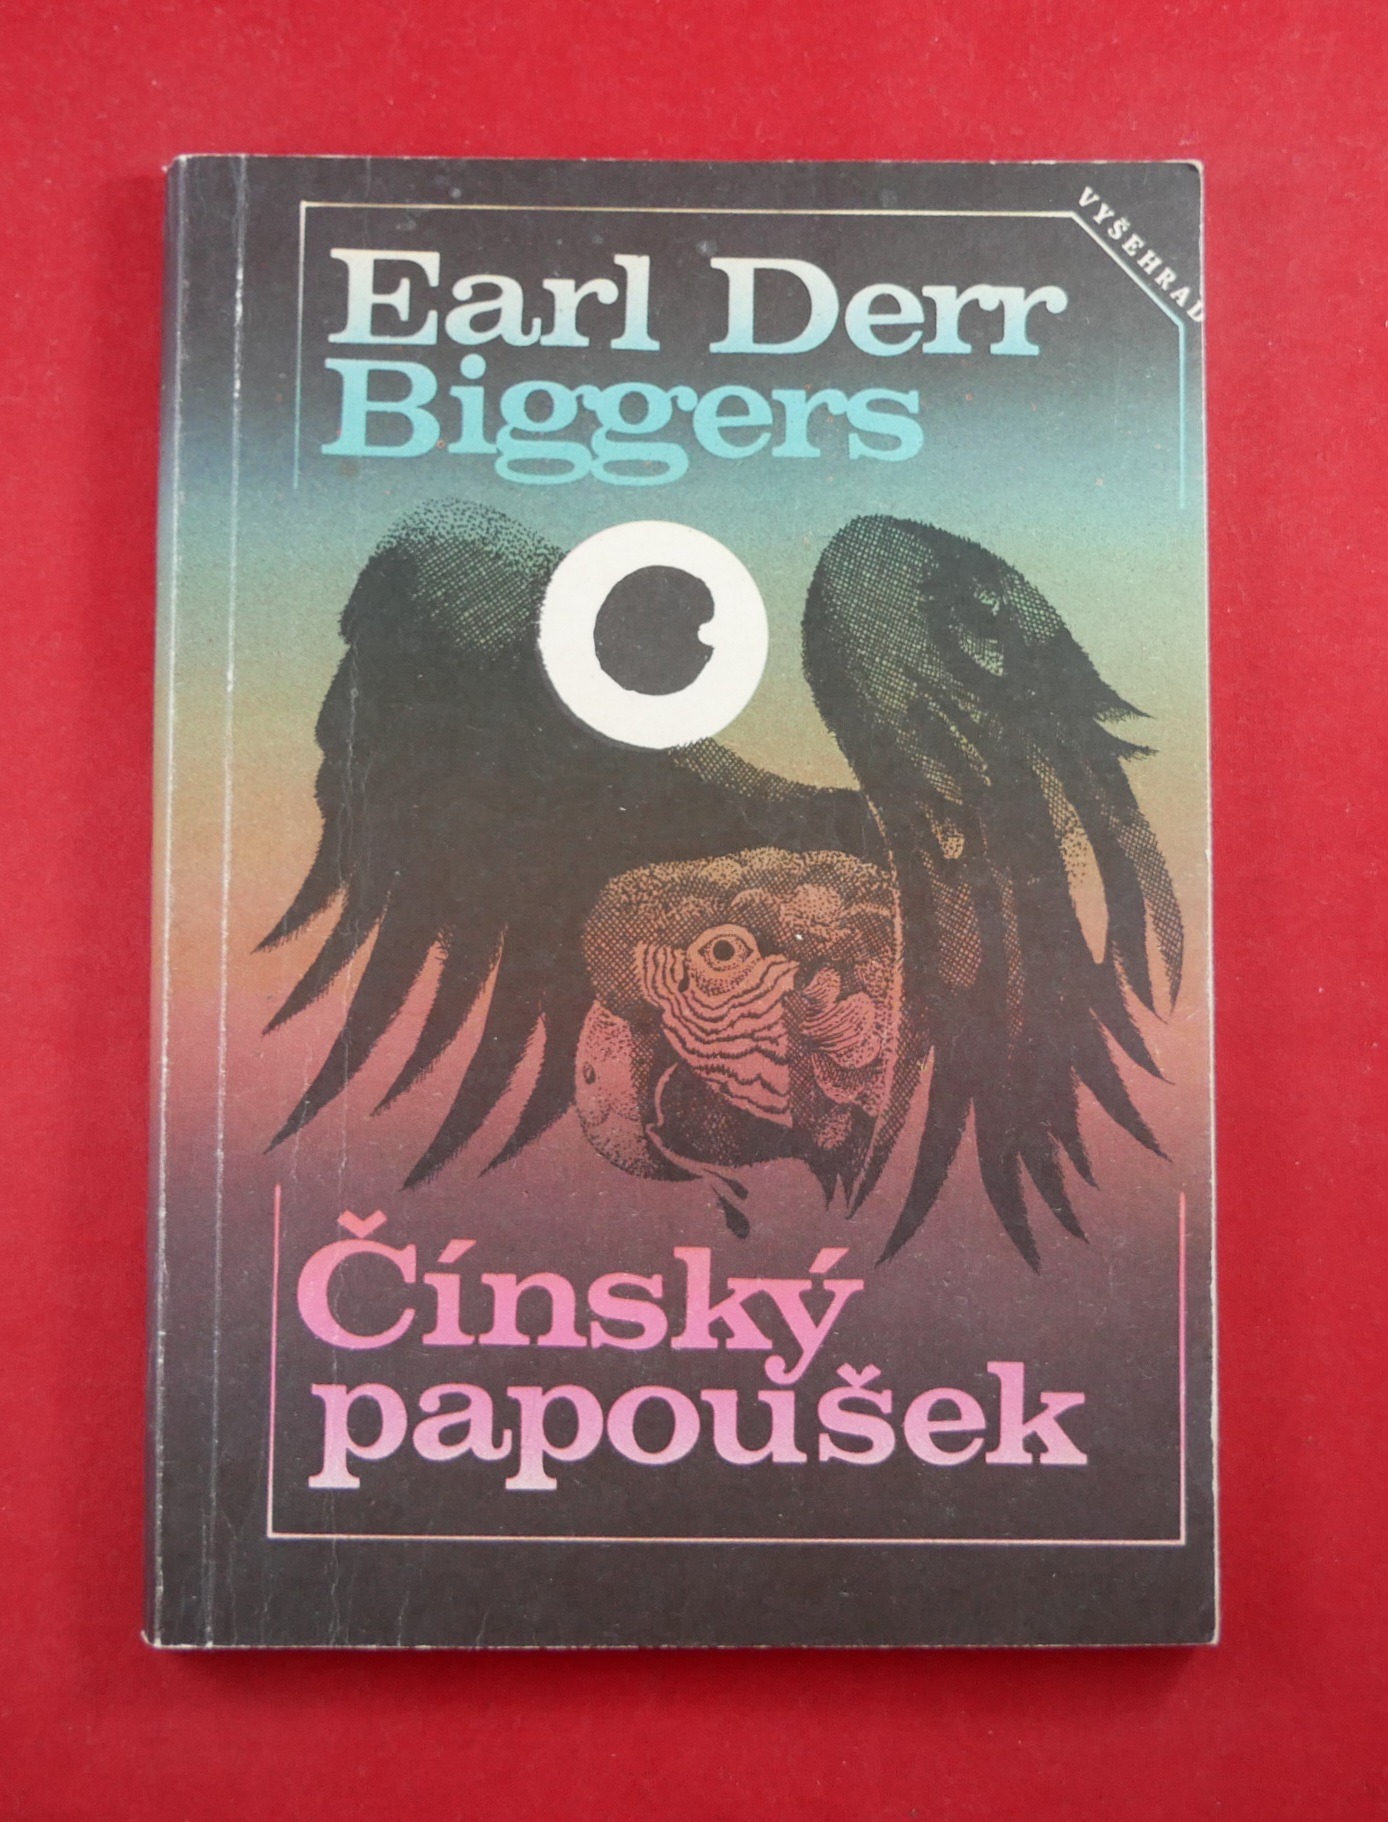 VYŠEHRAD
Earl Derr
Biggers
Čínský
papoušek